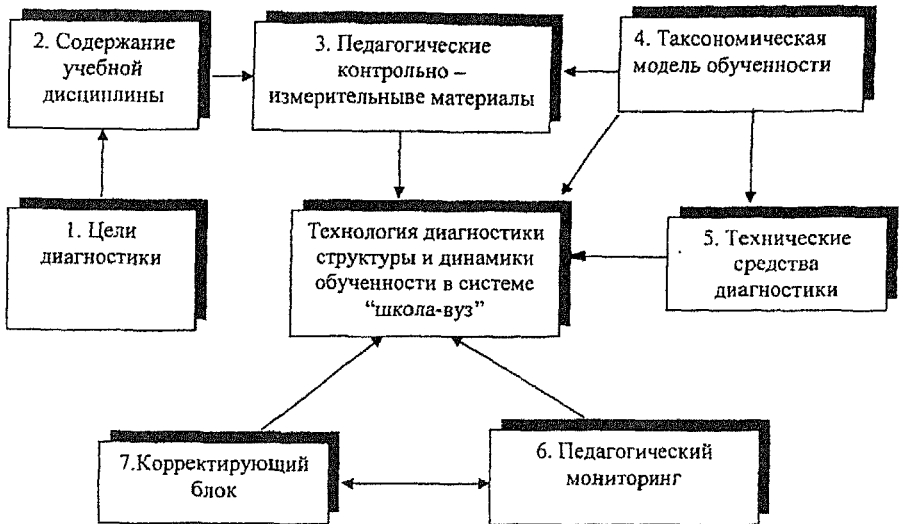 2. Содержание
учебной
дисциплины
3. Педагогические
контрольно –
измерительныве материалы
4. Таксономическая
модель обученности
1. Цели
диагностики
Технология диагностики
структуры и динамики
обученности в системе
“школа-вуз”
5. Технические
средства
диагностики
7.Корректирующий
блок
6. Педагогический
мониторинг